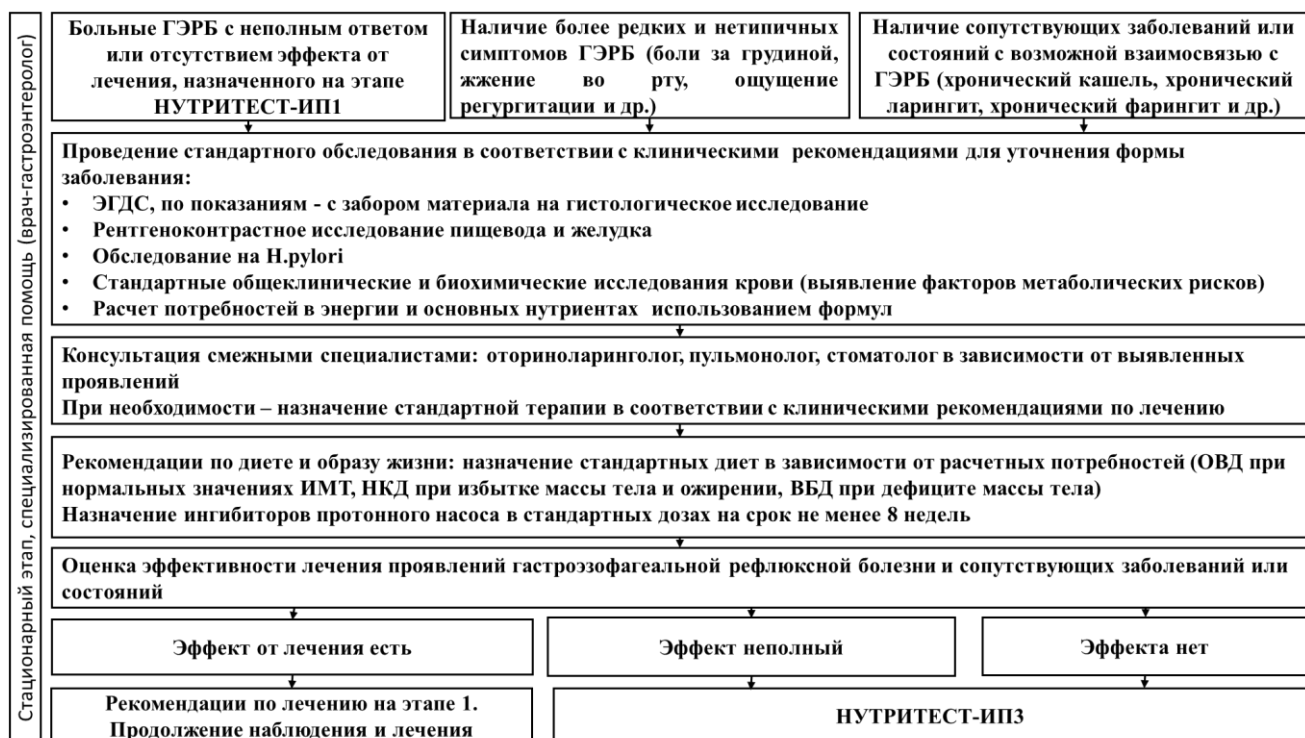 Стационарный этап, специализированная помощь (врач-гастроэнтеролог)
Больные ГЭРБ с неполным ответом
или отсутствием эффекта от
лечения, назначенного на этапе
НУТРИТЕСТ-ИП1
Наличие более редких и нетипичных
симптомов ГЭРБ (боли за грудиной,
жжение во рту, ощущение
регургитации и др.)
Наличие сопутствующих заболеваний или
состояний с возможной взаимосвязью с
ГЭРБ (хронический кашель, хронический
ларингит, хронический фарингит и др.)
Проведение стандартного обследования в соответствии с клиническими рекомендациями для уточнения формы
заболевания:
• ЭГДС, по показаниям - с забором материала на гистологическое исследование
• Рентгеноконтрастное исследование пищевода и желудка
• Обследование на H.pylori
• Стандартные общеклинические и биохимические исследования крови (выявление факторов метаболических рисков)
• Расчет потребностей в энергии и основных нутриентах использованием формул
Консультация смежными специалистами: оториноларинголог, пульмонолог, стоматолог в зависимости от выявленных
проявлений
При необходимости – назначение стандартной терапии в соответствии с клиническими рекомендациями по лечению
Рекомендации по диете и образу жизни: назначение стандартных диет в зависимости от расчетных потребностей (ОВД при
нормальных значениях ИМТ, НКД при избытке массы тела и ожирении, ВБД при дефиците массы тела)
Назначение ингибиторов протонного насоса в стандартных дозах на срок не менее 8 недель
Оценка эффективности лечения проявлений гастроэзофагеальной рефлюксной болезни и сопутствующих заболеваний или
состояний
Эффект от лечения есть
Эффект неполный
Эффекта нет
Рекомендации по лечению на этапе 1.
Продолжение наблюдения и лечения
НУТРИТЕСТ-ИП3